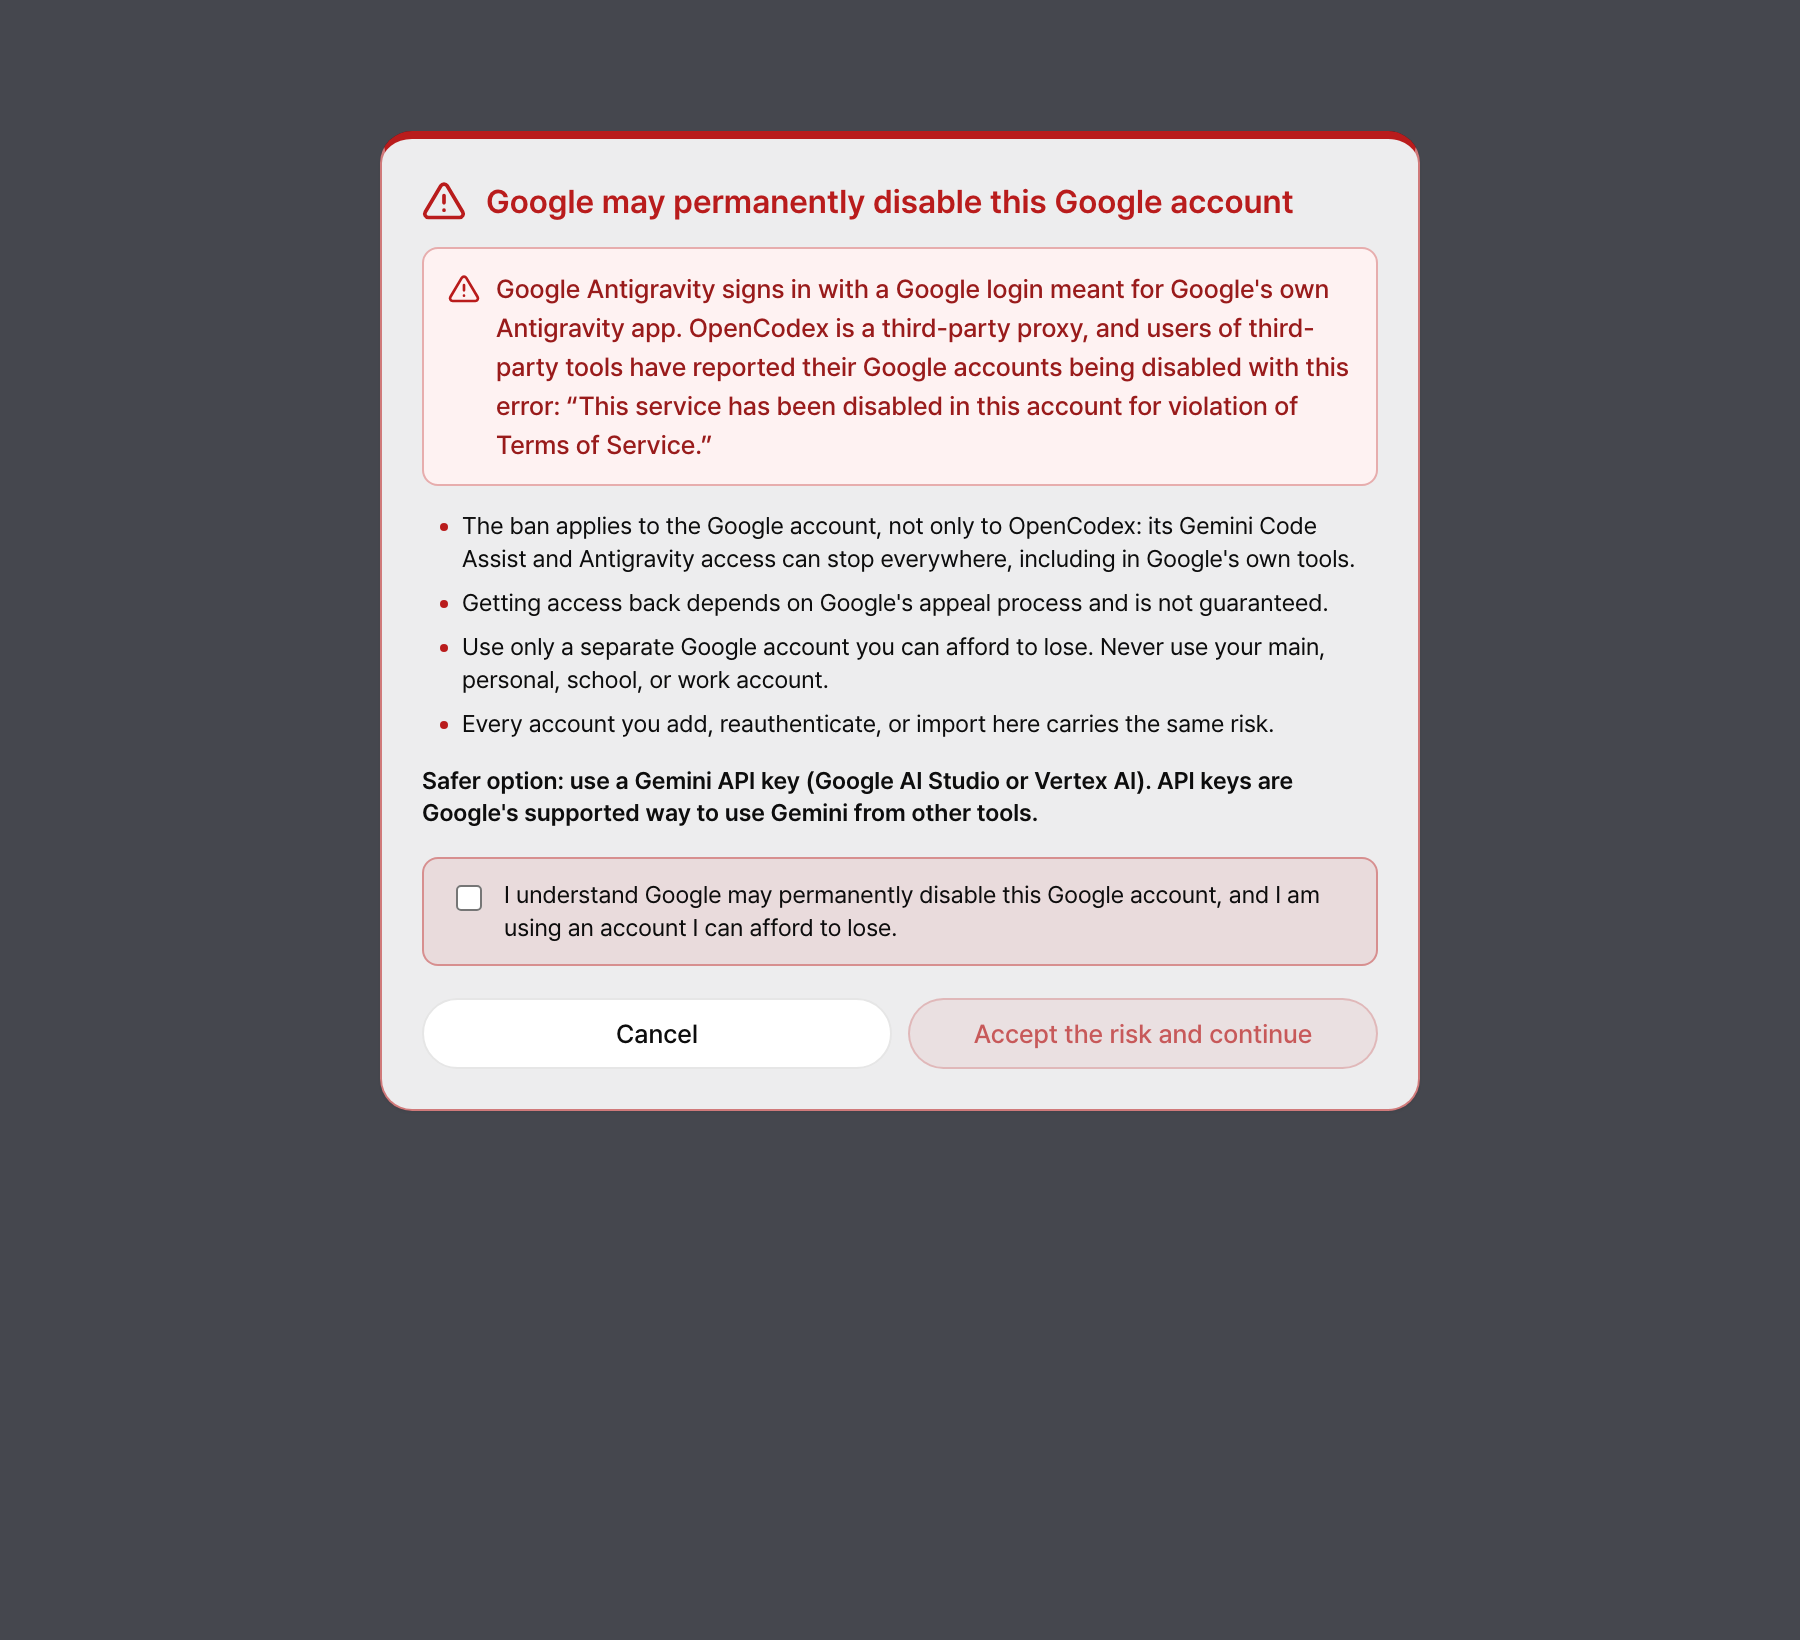 Google may permanently disable this Google account
Google Antigravity signs in with a Google login meant for Google's own
Antigravity app. OpenCodex is a third-party proxy, and users of third-
party tools have reported their Google accounts being disabled with this
error: “This service has been disabled in this account for violation of
Terms of Service.”
The ban applies to the Google account, not only to OpenCodex: its Gemini Code
Assist and Antigravity access can stop everywhere, including in Google's own tools.
Getting access back depends on Google's appeal process and is not guaranteed.
Use only a separate Google account you can afford to lose. Never use your main,
personal, school, or work account.
Every account you add, reauthenticate, or import here carries the same risk.
Safer option: use a Gemini API key (Google AI Studio or Vertex AI). API keys are
Google's supported way to use Gemini from other tools.
I understand Google may permanently disable this Google account, and I am
using an account I can afford to lose.
Cancel
Accept the risk and continue